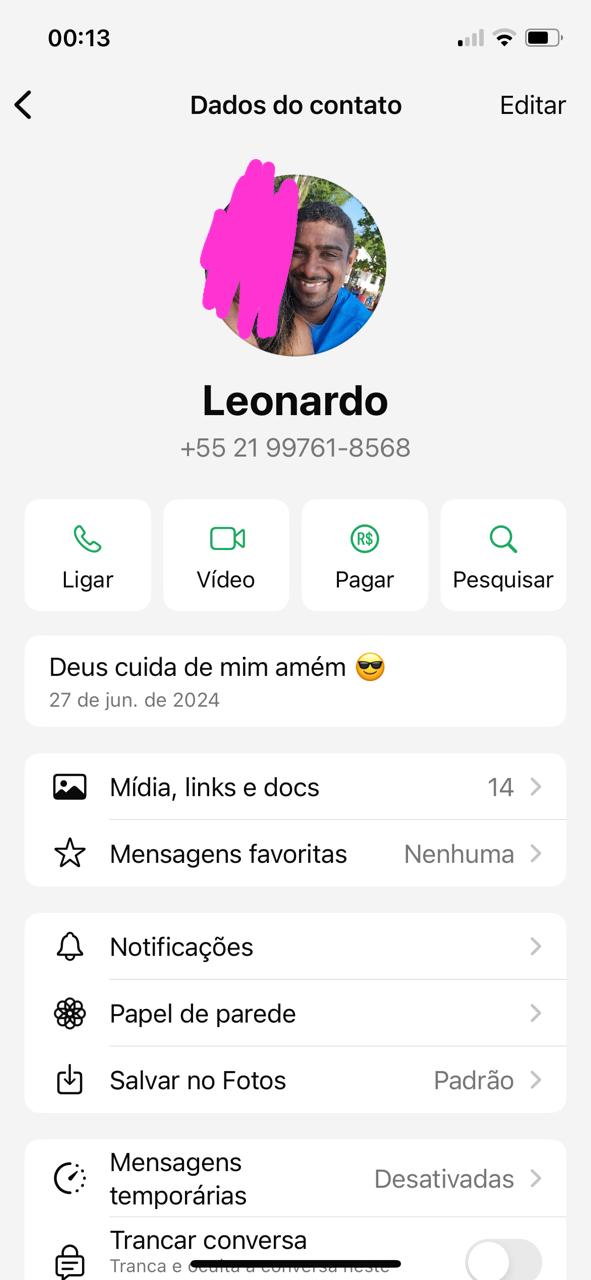 00:13
Dados do contato
Editar
Leonardo
+55 21 99761-8568
R$
Ligar
Vídeo
Pagar
Pesquisar
Deus cuida de mim amém 😎
27 de jun. de 2024
Mídia, links e docs
14
Mensagens favoritas
Nenhuma
Notificações
Papel de parede
Salvar no Fotos
Padrão
Mensagens
temporárias
Desativadas
Trancar conversa
Tranca e oculta a conversa neste